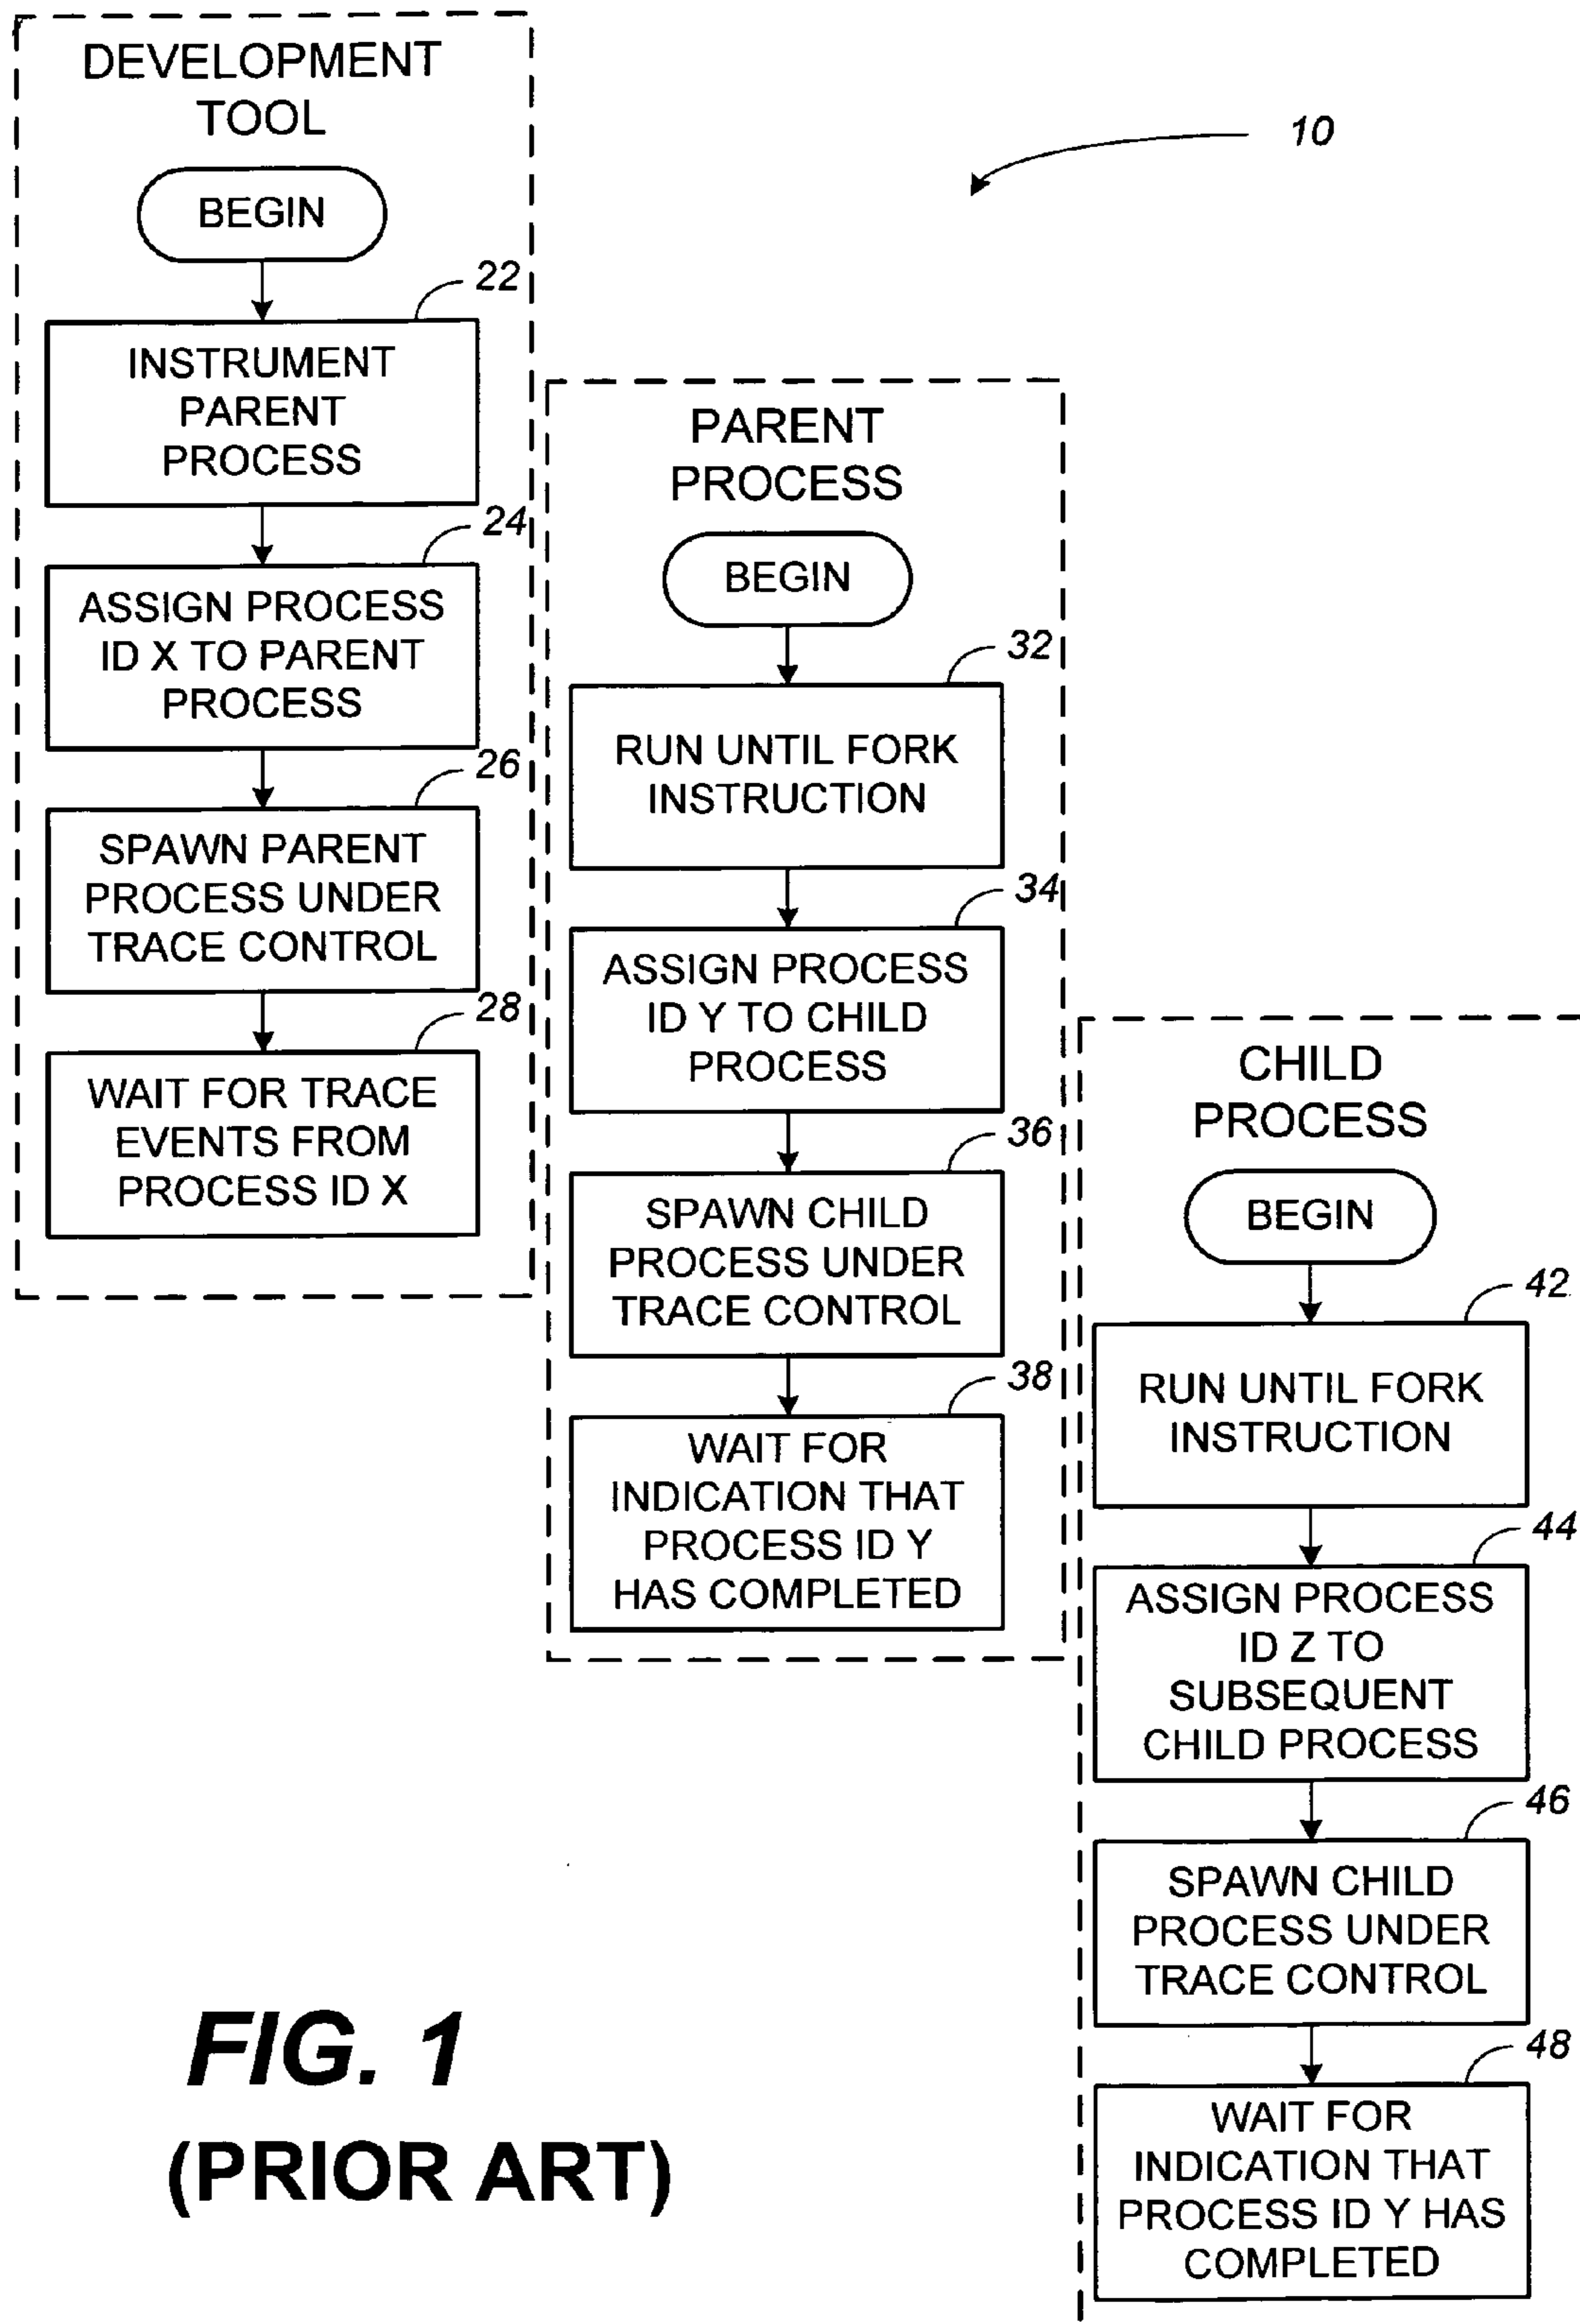 DEVELOPMENT
TOOL
BEGIN
22
INSTRUMENT
PARENT
PROCESS
24
ASSIGN PROCESS
ID X TO PARENT
PROCESS
26
SPAWN PARENT
PROCESS UNDER
TRACE CONTROL
28
WAIT FOR TRACE
EVENTS FROM
PROCESS ID X
10
PARENT
PROCESS
BEGIN
32
RUN UNTIL FORK
INSTRUCTION
34
ASSIGN PROCESS
ID Y TO CHILD
PROCESS
36
SPAWN CHILD
PROCESS UNDER
TRACE CONTROL
38
WAIT FOR
INDICATION THAT
PROCESS ID Y
HAS COMPLETED
CHILD
PROCESS
BEGIN
42
RUN UNTIL FORK
INSTRUCTION
44
ASSIGN PROCESS
ID Z TO
SUBSEQUENT
CHILD PROCESS
46
SPAWN CHILD
PROCESS UNDER
TRACE CONTROL
48
WAIT FOR
INDICATION THAT
PROCESS ID Y HAS
COMPLETED
FIG. 1
(PRIOR ART)